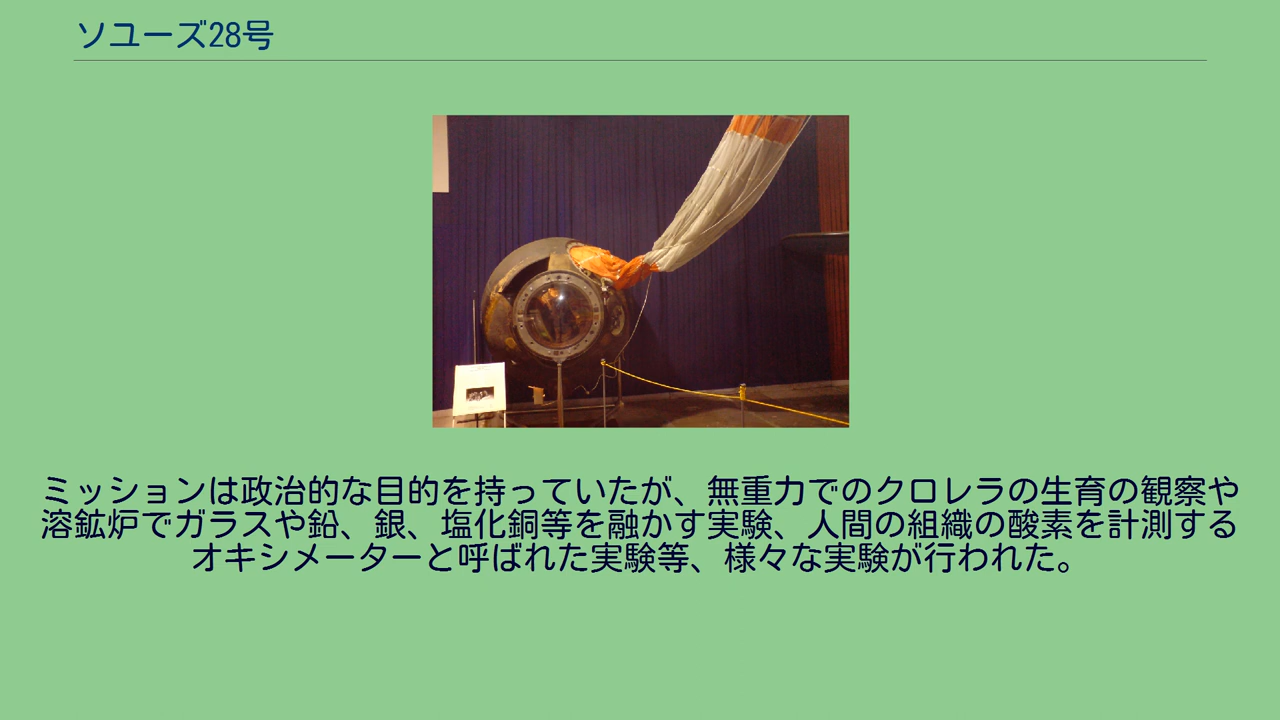 ソユーズ28号
ミッションは政治的な目的を持っていたが、無重力でのクロレラの生育の観察や
溶鉱炉でガラスや鉛、銀、塩化銅等を融かす実験、人間の組織の酸素を計測する
オキシメーターと呼ばれた実験等、様々な実験が行われた。